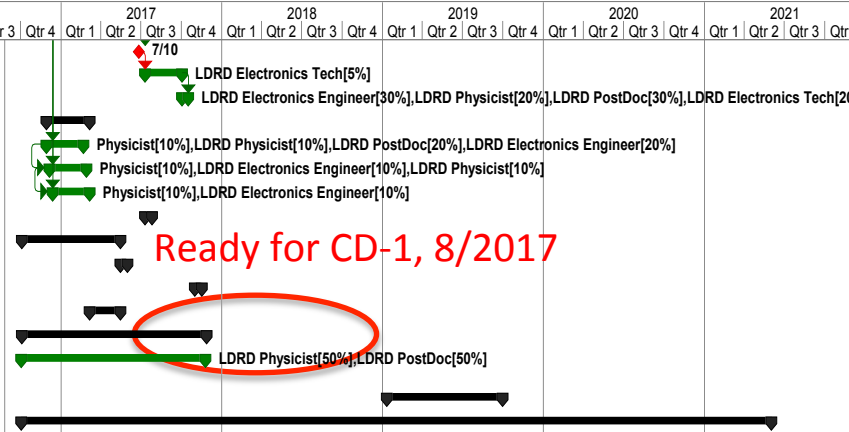 2017 2018 2019 2020 2021
r 3 Qtr 4 Qtr 1 Qtr 2 Qtr 3 Qtr 4 Qtr 1 Qtr 2 Qtr 3 Qtr 4 Qtr 1 Qtr 2 Qtr 3 Qtr 4 Qtr 1 Qtr 2 Qtr 3 Qtr 4 Qtr 1 Qtr 2 Qtr 3 Qtr
7/10
LDRD Electronics Tech[5%]
LDRD Electronics Engineer[30%],LDRD Physicist[20%],LDRD PostDoc[30%],LDRD Electronics Tech[20
Physicist[10%],LDRD Physicist[10%],LDRD PostDoc[20%],LDRD Electronics Engineer[20%]
Physicist[10%],LDRD Electronics Engineer[10%],LDRD Physicist[10%]
Physicist[10%],LDRD Electronics Engineer[10%]
Ready for CD-1, 8/2017
LDRD Physicist[50%],LDRD PostDoc[50%]